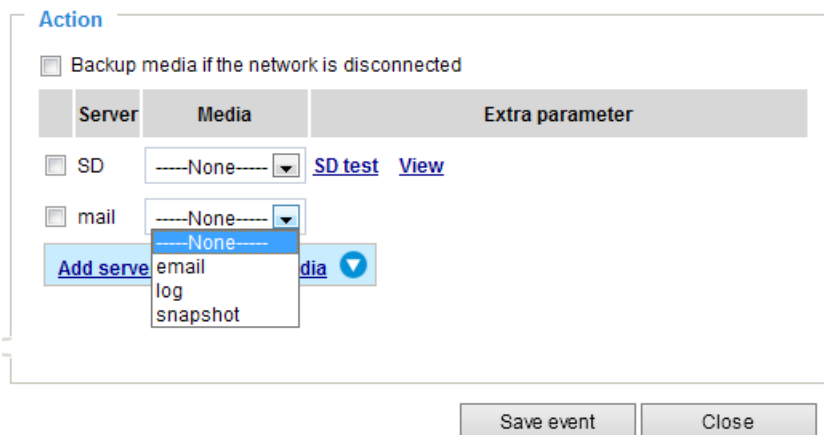 Action
Backup media if the network is disconnected
Server Media Extra parameter
SD -----None----- SD test View
mail -----None-----
-----None-----
Add serve dia
email
log
snapshot
Save event Close